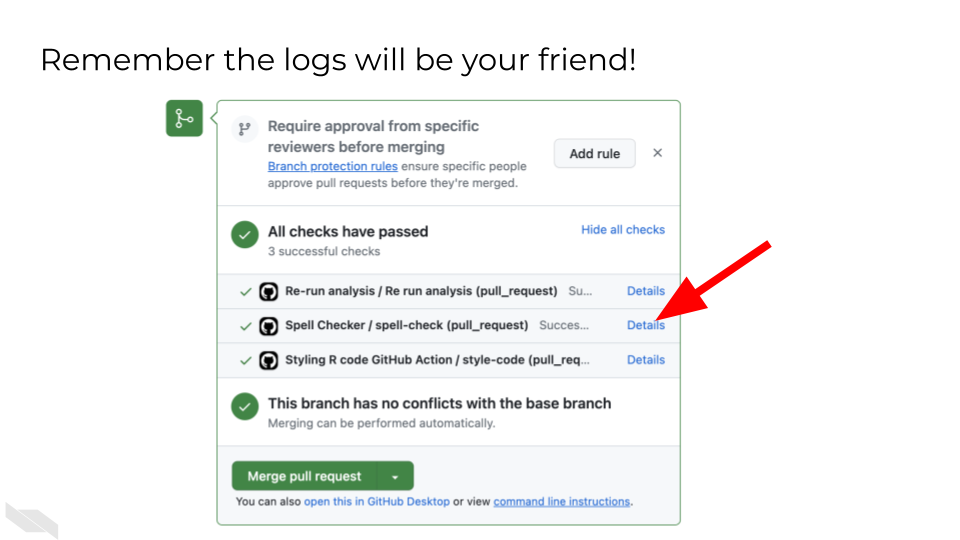 Remember the logs will be your friend!
Require approval from specific
reviewers before merging
Branch protection rules ensure specific people
approve pull requests before they're merged.
Add rule
All checks have passed
3 successful checks
Hide all checks
Re-run analysis / Re run analysis (pull_request) Su... Details
Spell Checker / spell-check (pull_request) Succes... Details
Styling R code GitHub Action / style-code (pull_req... Details
This branch has no conflicts with the base branch
Merging can be performed automatically.
Merge pull request
You can also open this in GitHub Desktop or view command line instructions.